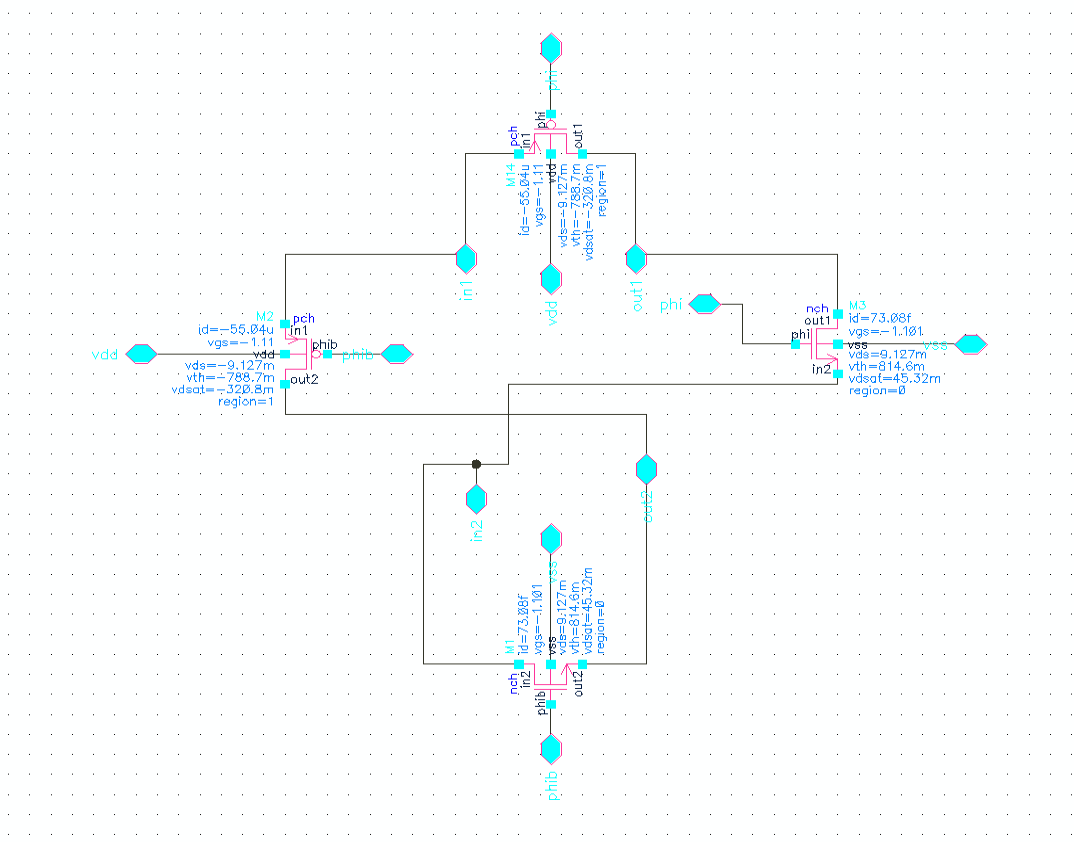 phi
phi
pch
in1
out1
vdd
M14
id=-55.04u
vgs=-1.11
vds=-9.127m
vth=-788.7m
vdsat=-320.8m
region=1
in1
vdd
out1
M2
pch
id=-55.04u
in1
vgs=-1.11
phib
vdd
vdd
phib
vds=-9.127m
vth=-788.7m
out2
vdsat=-320.8m
region=1
phi
nch
M3
out1
id=73.08f
phi
vgs=-1.101
vss
vss
vds=9.127m
in2
vth=814.6m
vdsat=45.32m
region=0
in2
out2
vss
M1
id=73.08f
vgs=-1.101
vss
vds=9.127m
vth=814.6m
vdsat=45.32m
region=0
nch
in2
out2
phib
phib